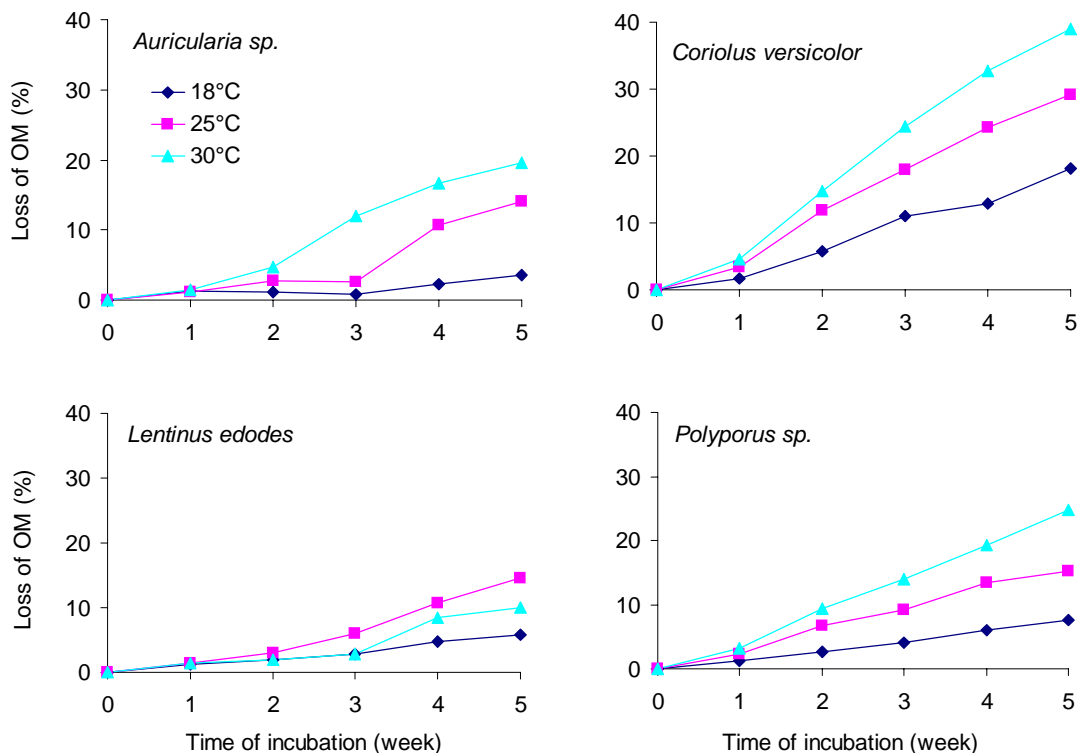 Auricularia sp.
18°C
25°C
30°C
Loss of OM (%)
40
30
20
10
0
0 1 2 3 4 5
Coriolus versicolor
40
30
20
10
0
0 1 2 3 4 5
Lentinus edodes
Loss of OM (%)
40
30
20
10
0
0 1 2 3 4 5
Time of incubation (week)
Polyporus sp.
40
30
20
10
0
0 1 2 3 4 5
Time of incubation (week)